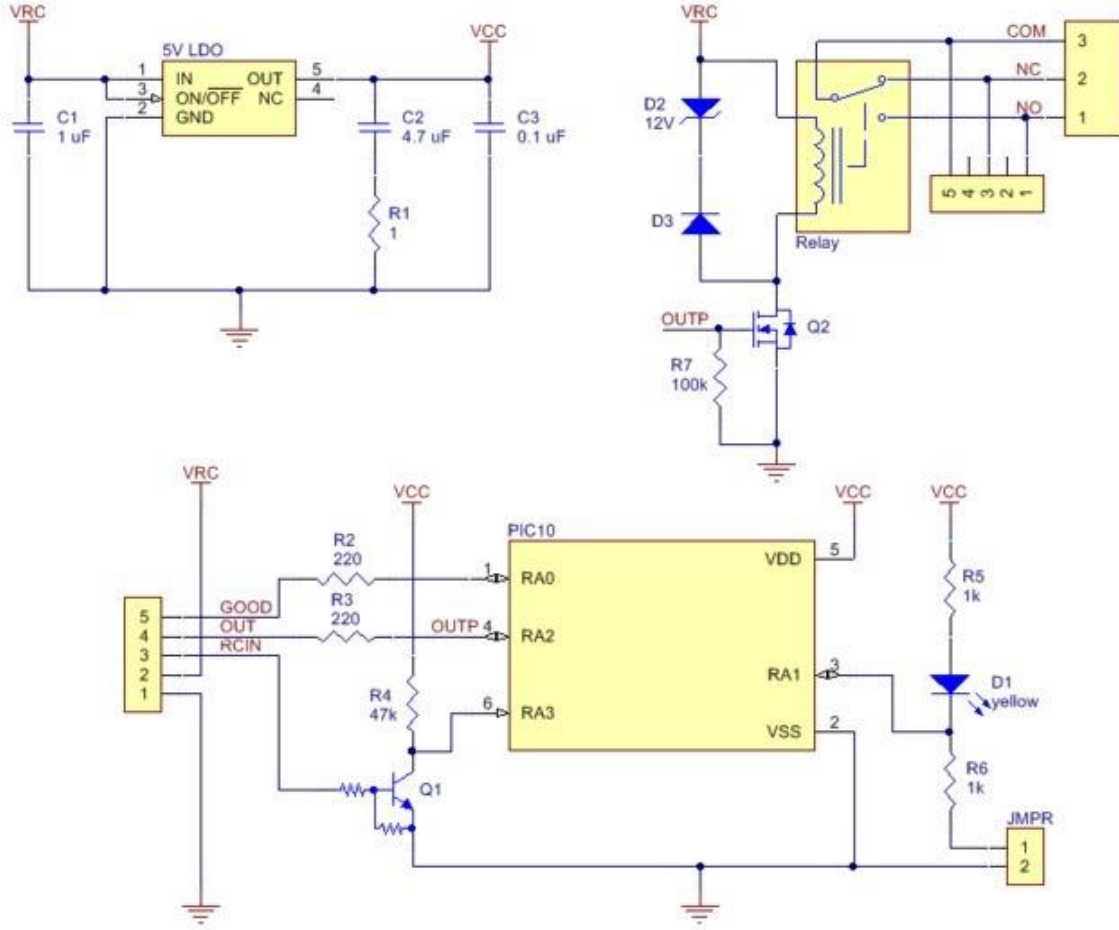 VRC
VCC
5V LDO
1 IN OUT 5
3 ON/OFF NC 4
2 GND
C1
1 uF
C2
4.7 uF
C3
0.1 uF
R1
1
VRC
D2
12V
D3
Relay
COM 3
NC 2
NO 1
5 4 3 2 1
OUTP
Q2
R7
100k
VRC
VCC
PIC10
VCC
VCC
R2
220
1 RA0
VDD 5
R5
1k
R3
220
5 GOOD
4 OUT
OUTP 4 RA2
3 RCIN
2
1
RA1 3
D1
yellow
R4
47k
6 RA3
VSS 2
R6
1k
Q1
JMPR
1
2